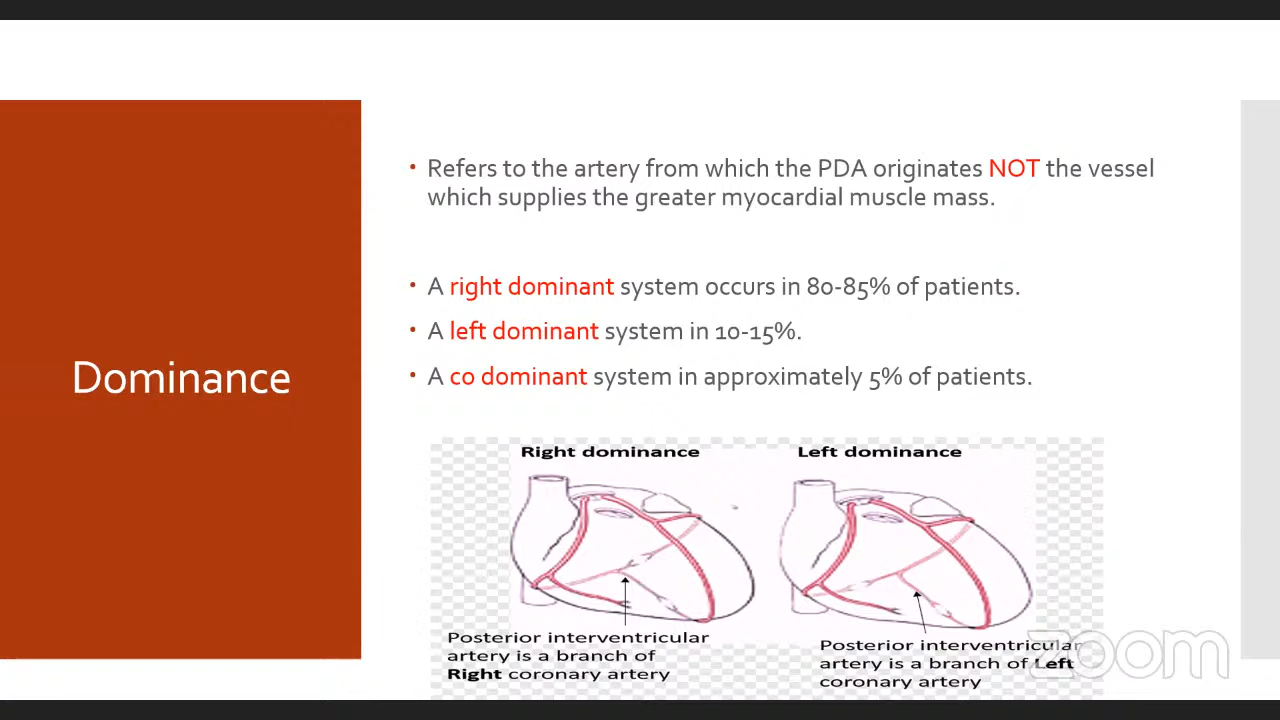 Dominance
• Refers to the artery from which the PDA originates NOT the vessel
which supplies the greater myocardial muscle mass.
• A right dominant system occurs in 80-85% of patients.
• A left dominant system in 10-15%.
• A co dominant system in approximately 5% of patients.
Right dominance
Posterior interventricular
artery is a branch of
Right coronary artery
Left dominance
Posterior interventricular
artery is a branch of Left
coronary artery
zoom